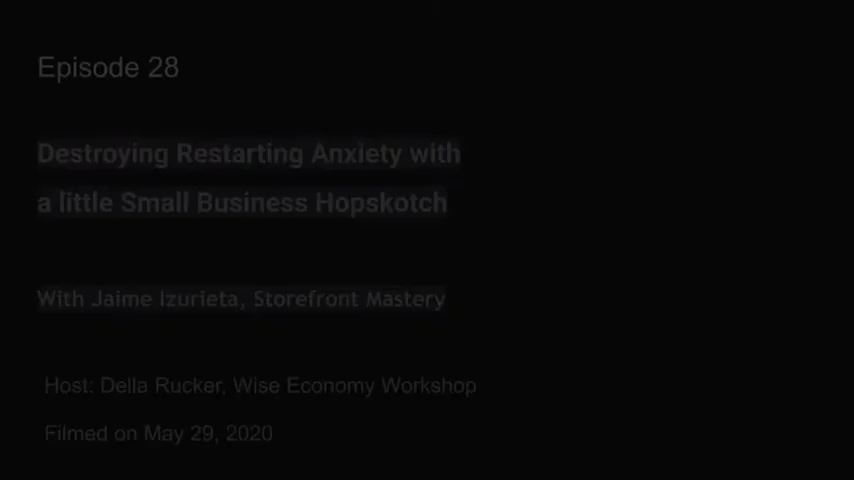 Episode 28
Destroying Restarting Anxiety with
a little Small Business Hopskotch
With Jaime Izurieta, Storefront Mastery
Host: Della Rucker, Wise Economy Workshop
Filmed on May 29, 2020